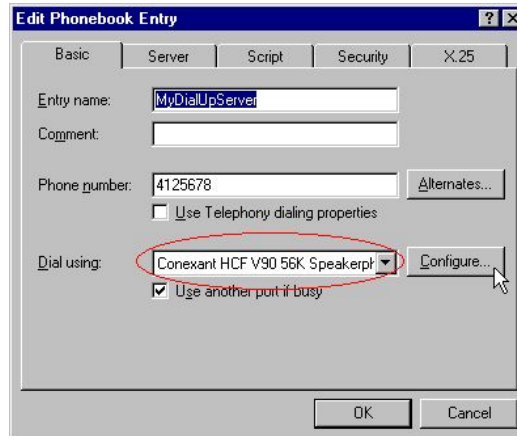 Edit Phonebook Entry
Basic Server Script Security X.25
Entry name: MyDialUpServer
Comment:
Phone number: 4125678 Alternates...
Use Telephony dialing properties
Dial using: Conexant HCF V90 56K Speakerph Configure...
Use another port if busy
OK Cancel